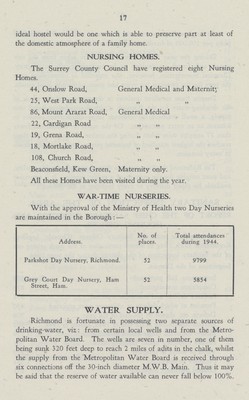 17
ideal hostel would be one which is able to preserve part at least of
the domestic atmosphere of a family home.
NURSING HOMES.
The Surrey County Council have registered eight Nursing
Homes.
44, Onslow Road, General Medical and Maternity
25, West Park Road, „ „
86, Mount Ararat Road, General Medical
22, Cardigan Road „ „
19, Grena Road, „ „
18, Mortlake Road, „ „
108, Church Road, „ „
Beaconsfield, Kew Green, Maternity only.
All these Homes have been visited during the year.
WAR-TIME NURSERIES.
With the approval of the Ministry of Health two Day Nurseries
are maintained in the Borough:—
Address. No. of places. Total attendances during 1944.
Parkshot Day Nursery, Richmond. 52 9799
Grey Court Day Nursery, Ham 52 5854
Street, Ham.
WATER SUPPLY.
Richmond is fortunate in possessing two separate sources of
drinking-water, viz: from certain local wells and from the Metro-
politan Water Board. The wells are seven in number, one of them
being sunk 320 feet deep to reach 2 miles of adits in the chalk, whilst
the supply from the Metropolitan Water Board is received through
six connections off the 30-inch diameter M.W.B. Main. Thus it may
be said that the reserve of water available can never fall below 100%.